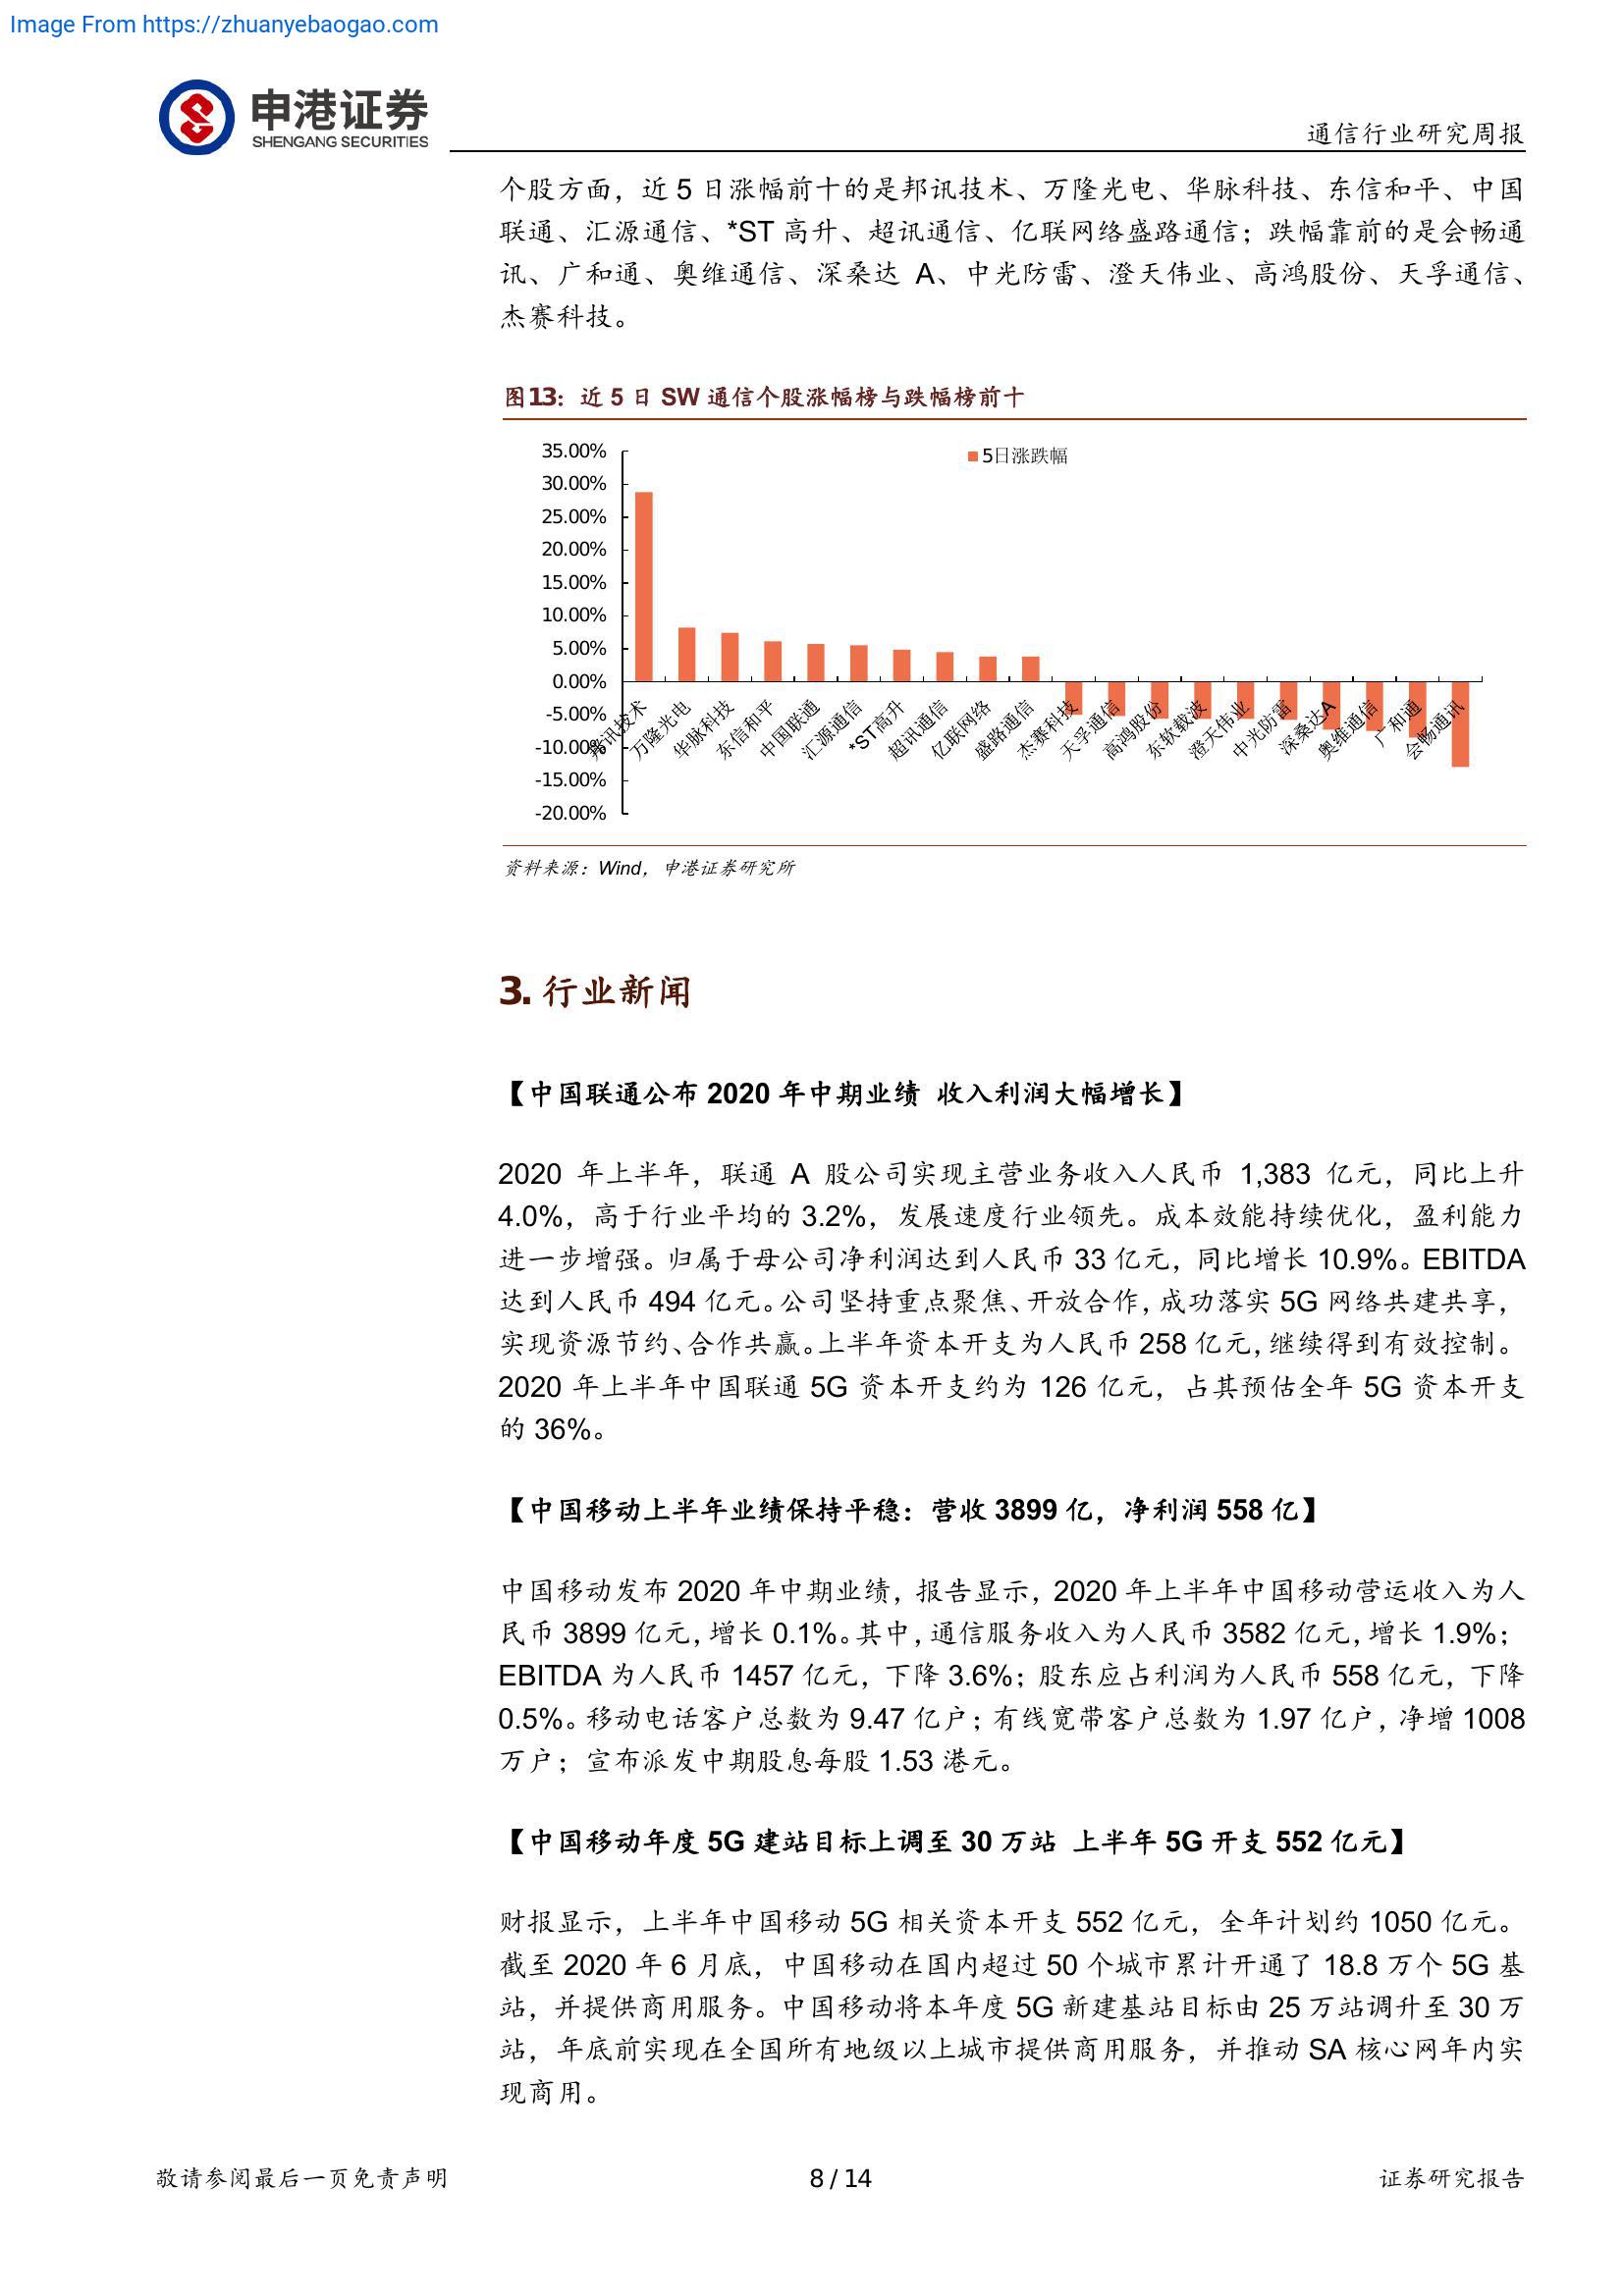 Image From https://zhuanyebaogao.com
申港证券
SHENGANG SECURITIES
通信行业研究周报
个股方面，近 5 日涨幅前十的是邦讯技术、万隆光电、华脉科技、东信和平、中国
联通、汇源通信、*ST 高升、超讯通信、亿联网络盛路通信；跌幅靠前的是会畅通
讯、广和通、奥维通信、深桑达 A、中光防雷、澄天伟业、高鸿股份、天孚通信、
杰赛科技。
图13：近 5 日 SW 通信个股涨幅榜与跌幅榜前十
5日涨跌幅
35.00%
30.00%
25.00%
20.00%
15.00%
10.00%
5.00%
0.00%
-5.00%
-10.00%
-15.00%
-20.00%
邦讯技术
万隆光电
华脉科技
东信和平
中国联通
汇源通信
*ST高升
超讯通信
亿联网络
盛路通信
杰赛科技
天孚通信
高鸿股份
东软载波
澄天伟业
中光防雷
深桑达A
奥维通信
广和通
会畅通讯
资料来源：Wind，申港证券研究所
3. 行业新闻
【中国联通公布 2020 年中期业绩 收入利润大幅增长】
2020 年上半年，联通 A 股公司实现主营业务收入人民币 1,383 亿元，同比上升
4.0%，高于行业平均的 3.2%，发展速度行业领先。成本效能持续优化，盈利能力
进一步增强。归属于母公司净利润达到人民币 33 亿元，同比增长 10.9%。EBITDA
达到人民币 494 亿元。公司坚持重点聚焦、开放合作，成功落实 5G 网络共建共享，
实现资源节约、合作共赢。上半年资本开支为人民币 258 亿元，继续得到有效控制。
2020 年上半年中国联通 5G 资本开支约为 126 亿元，占其预估全年 5G 资本开支
的 36%。
【中国移动上半年业绩保持平稳：营收 3899 亿，净利润 558 亿】
中国移动发布 2020 年中期业绩，报告显示，2020 年上半年中国移动营运收入为人
民币 3899 亿元，增长 0.1%。其中，通信服务收入为人民币 3582 亿元，增长 1.9%；
EBITDA 为人民币 1457 亿元，下降 3.6%；股东应占利润为人民币 558 亿元，下降
0.5%。移动电话客户总数为 9.47 亿户；有线宽带客户总数为 1.97 亿户，净增 1008
万户；宣布派发中期股息每股 1.53 港元。
【中国移动年度 5G 建站目标上调至 30 万站 上半年 5G 开支 552 亿元】
财报显示，上半年中国移动 5G 相关资本开支 552 亿元，全年计划约 1050 亿元。
截至 2020 年 6 月底，中国移动在国内超过 50 个城市累计开通了 18.8 万个 5G 基
站，并提供商用服务。中国移动将本年度 5G 新建基站目标由 25 万站调升至 30 万
站，年底前实现在全国所有地级以上城市提供商用服务，并推动 SA 核心网年内实
现商用。
敬请参阅最后一页免责声明
8 / 14
证券研究报告